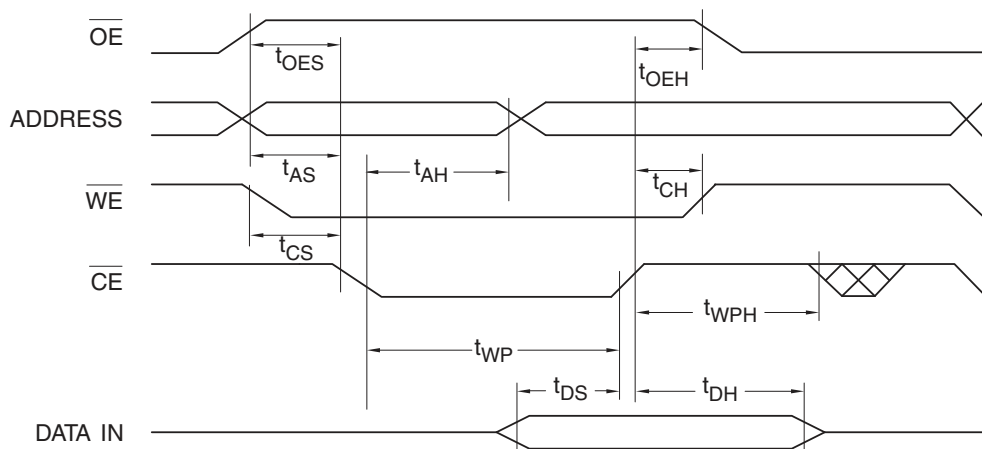 OE
tOES
tOEH
ADDRESS
tAS
tAH
tCH
WE
tCS
CE
tWPH
tWP
tDS
tDH
DATA IN